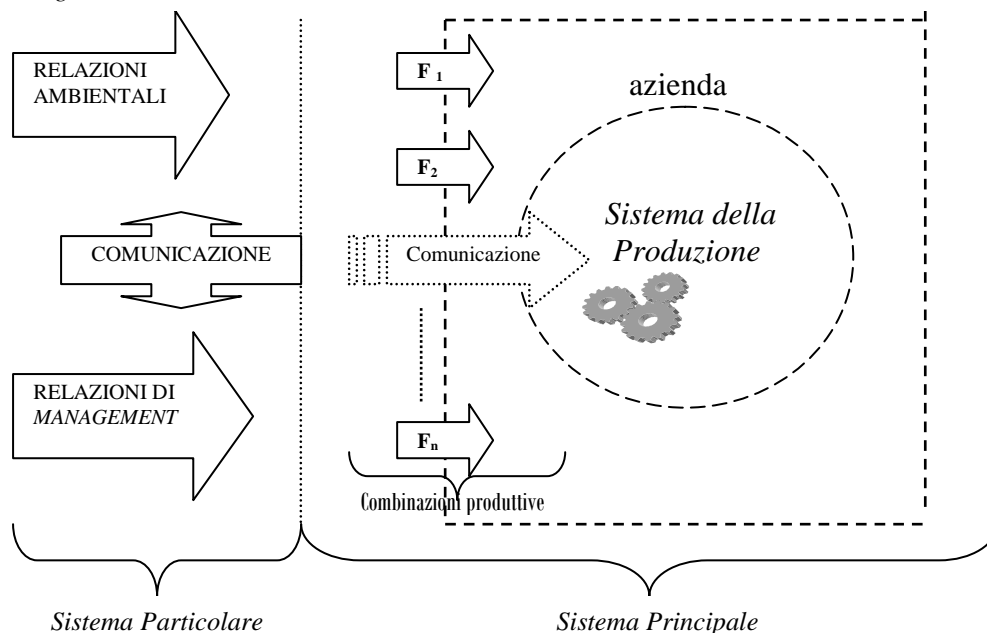 RELAZIONI
AMBIENTALI
COMUNICAZIONE
RELAZIONI DI
MANAGEMENT
F 1
F2
Comunicazione
Fn
Combinazioni produttive
azienda
Sistema della
Produzione
Sistema Particolare
Sistema Principale